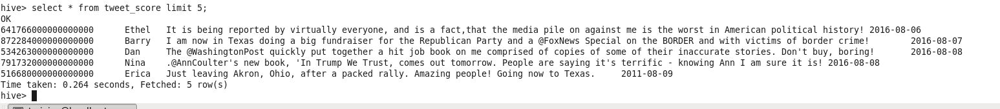 hive> select * from tweet_score limit 5;
OK
641766000000000000 Ethel It is being reported by virtually everyone, and is a fact,that the media pile on against me is the worst in American political history! 2016-08-06
872284000000000000 Barry I am now in Texas doing a big fundraiser for the Republican Party and a @FoxNews Special on the BORDER and with victims of border crime! 2016-08-07
534263000000000000 Dan The @WashingtonPost quickly put together a hit job book on me comprised of copies of some of their inaccurate stories. Don't buy, boring! 2016-08-08
791732000000000000 Nina .@AnnCoulter's new book, 'In Trump We Trust, comes out tomorrow. People are saying it's terrific - knowing Ann I am sure it is! 2016-08-08
516680000000000000 Erica Just leaving Akron, Ohio, after a packed rally. Amazing people! Going now to Texas. 2011-08-09
Time taken: 0.264 seconds, Fetched: 5 row(s)
hive>